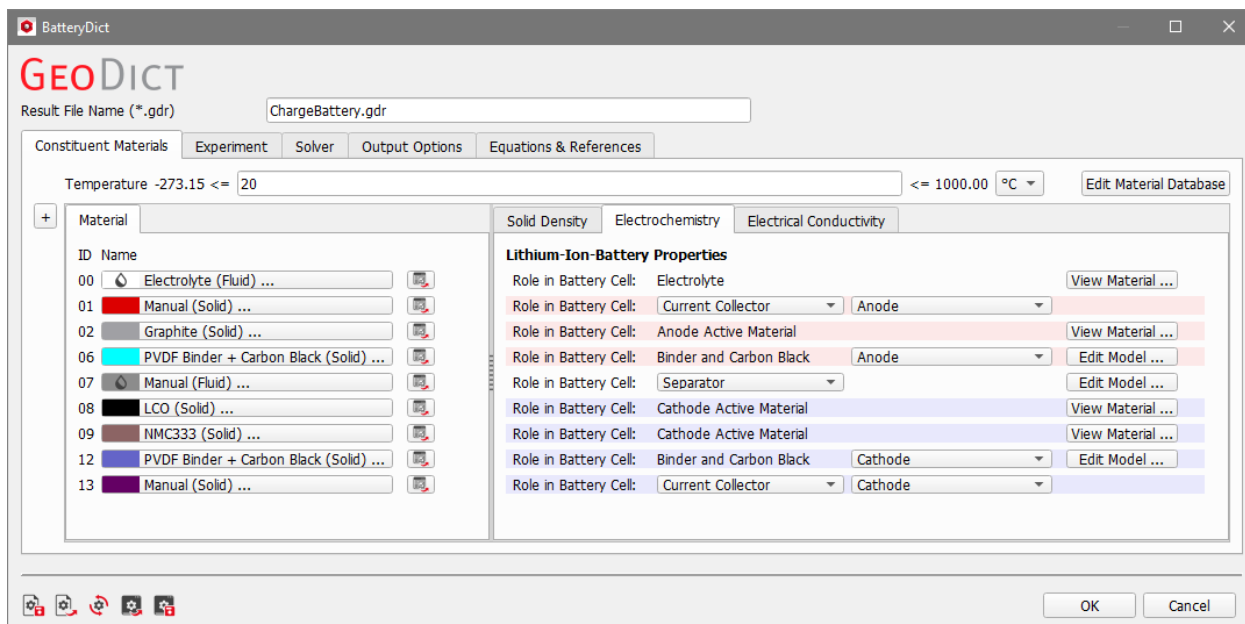 BatteryDict
GEODICT
Result File Name (*.gdr) ChargeBattery.gdr
Constituent Materials Experiment Solver Output Options Equations & References
Temperature -273.15 <= 20 <= 1000.00 °C Edit Material Database
+ Material Solid Density Electrochemistry Electrical Conductivity
ID Name Lithium-Ion-Battery Properties
00 Electrolyte (Fluid) ... Role in Battery Cell: Electrolyte View Material ...
01 Manual (Solid) ... Role in Battery Cell: Current Collector Anode
02 Graphite (Solid) ... Role in Battery Cell: Anode Active Material View Material ...
06 PVDF Binder + Carbon Black (Solid) ... Role in Battery Cell: Binder and Carbon Black Anode Edit Model ...
07 Manual (Fluid) ... Role in Battery Cell: Separator Edit Model ...
08 LCO (Solid) ... Role in Battery Cell: Cathode Active Material View Material ...
09 NMC333 (Solid) ... Role in Battery Cell: Cathode Active Material View Material ...
12 PVDF Binder + Carbon Black (Solid) ... Role in Battery Cell: Binder and Carbon Black Cathode Edit Model ...
13 Manual (Solid) ... Role in Battery Cell: Current Collector Cathode
OK Cancel